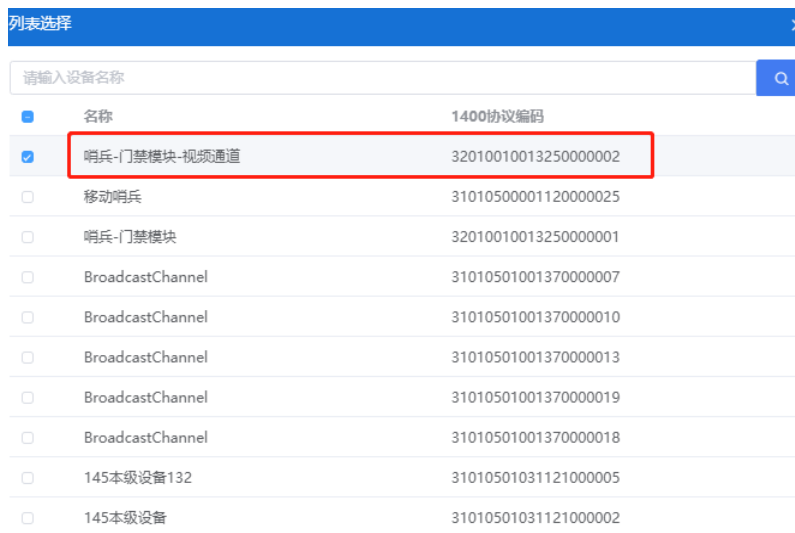 列表选择
请输入设备名称
名称 1400协议编码
哨兵-门禁模块-视频通道 32010010013250000002
移动哨兵 31010500001120000025
哨兵-门禁模块 32010010013250000001
BroadcastChannel 31010501001370000007
BroadcastChannel 31010501001370000010
BroadcastChannel 31010501001370000013
BroadcastChannel 31010501001370000019
BroadcastChannel 31010501001370000018
145本级设备132 31010501031121000005
145本级设备 31010501031121000002